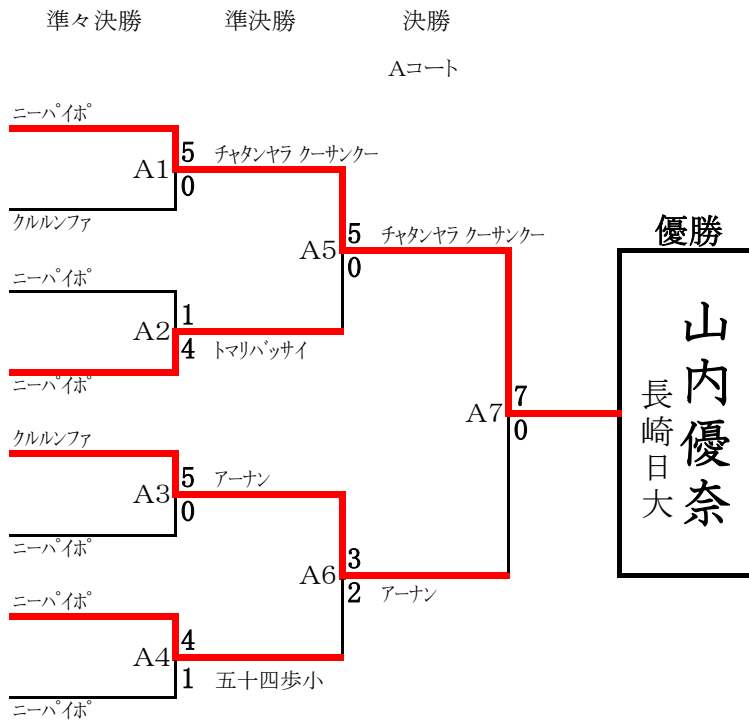 準々決勝 準決勝 決勝
Aコート
ニーパイポ
A1 5 チャタンヤラ クーサンクー
0
クルルンファ
A5 5 チャタンヤラ クーサンクー
0
ニーパイポ
A2 1
4 トマリバッサイ
ニーパイポ
A7 7
0
クルルンファ
A3 5 アーナン
0
ニーパイポ
A6 3
2 アーナン
ニーパイポ
A4 4
1 五十四歩小
ニーパイポ
優勝
山内優奈
長崎日大